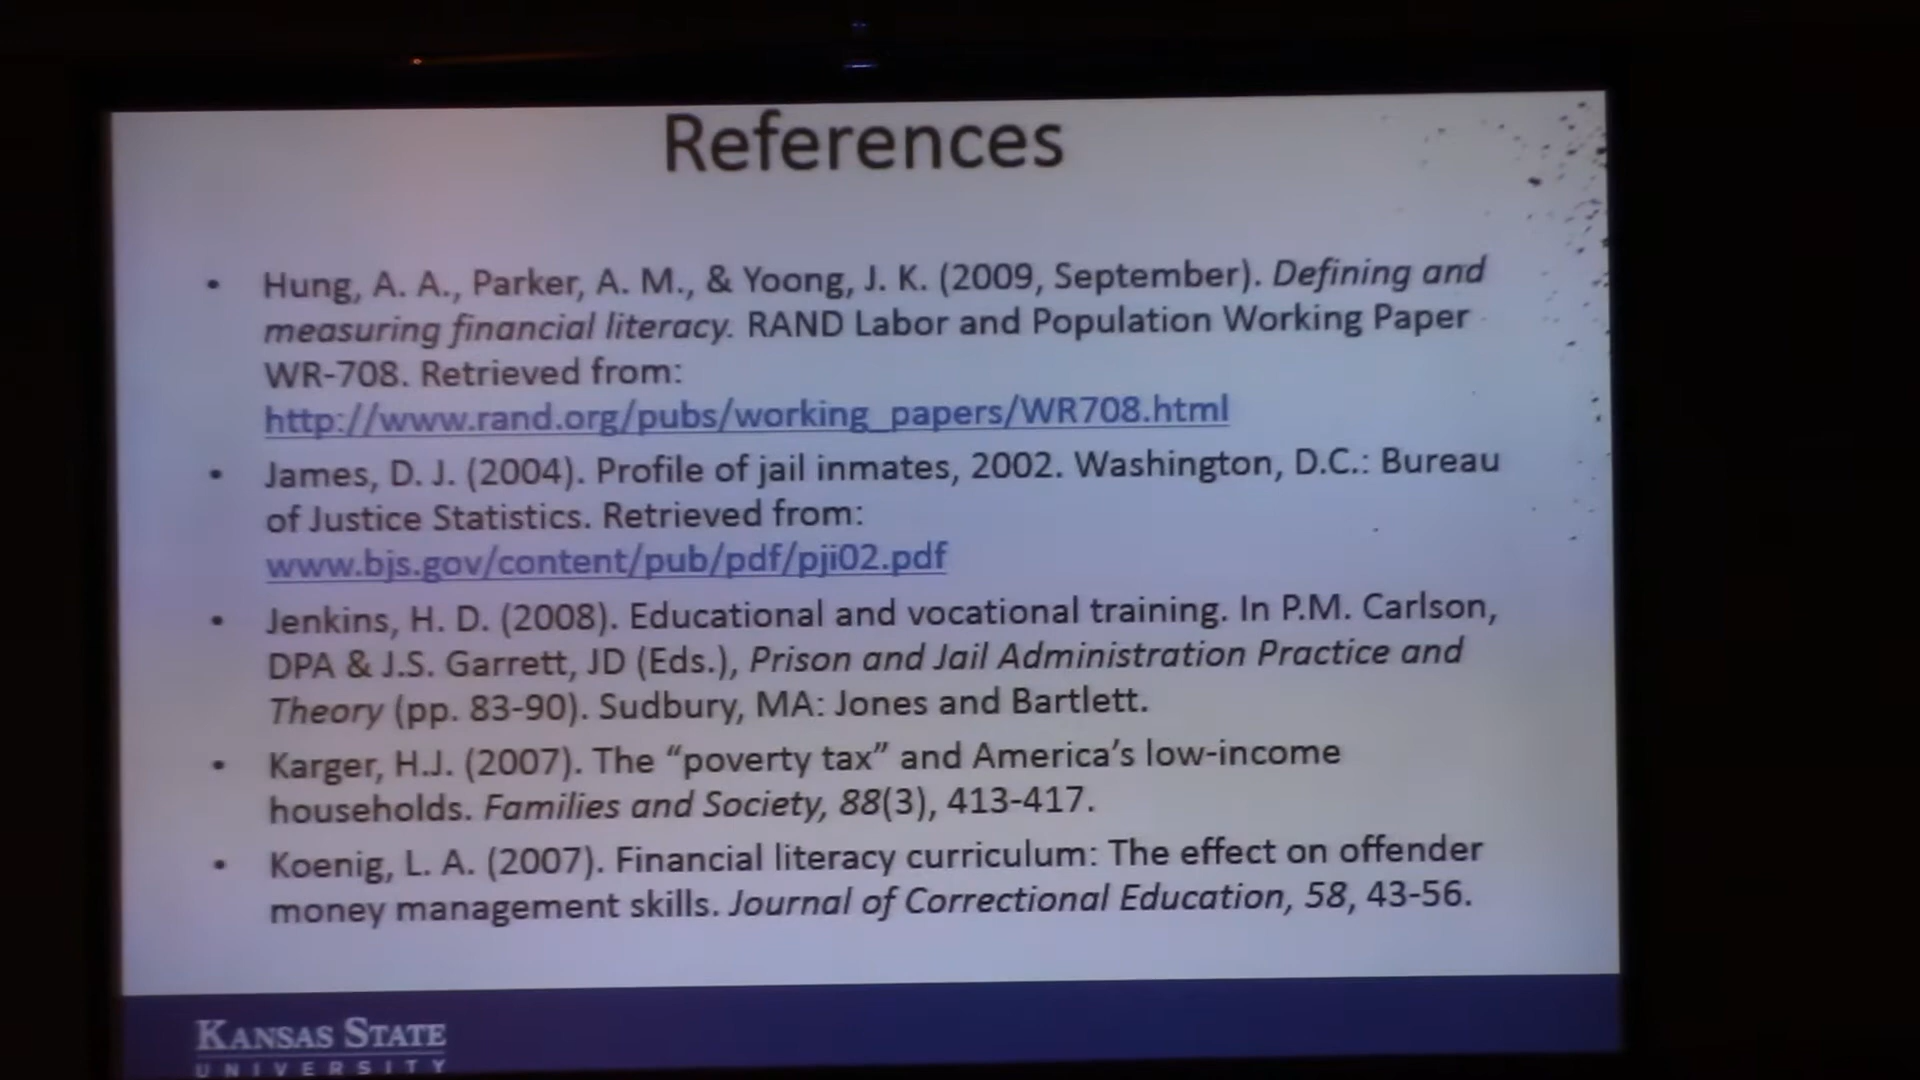 References
• Hung, A. A., Parker, A. M., & Yoong, J. K. (2009, September). Defining and
measuring financial literacy. RAND Labor and Population Working Paper
WR-708. Retrieved from:
http://www.rand.org/pubs/working_papers/WR708.html
• James, D. J. (2004). Profile of jail inmates, 2002. Washington, D.C.: Bureau
of Justice Statistics. Retrieved from:
www.bjs.gov/content/pub/pdf/pji02.pdf
• Jenkins, H. D. (2008). Educational and vocational training. In P.M. Carlson,
DPA & J.S. Garrett, JD (Eds.), Prison and Jail Administration Practice and
Theory (pp. 83-90). Sudbury, MA: Jones and Bartlett.
• Karger, H.J. (2007). The “poverty tax” and America’s low-income
households. Families and Society, 88(3), 413-417.
• Koenig, L. A. (2007). Financial literacy curriculum: The effect on offender
money management skills. Journal of Correctional Education, 58, 43-56.
KANSAS STATE
UNIVERSITY